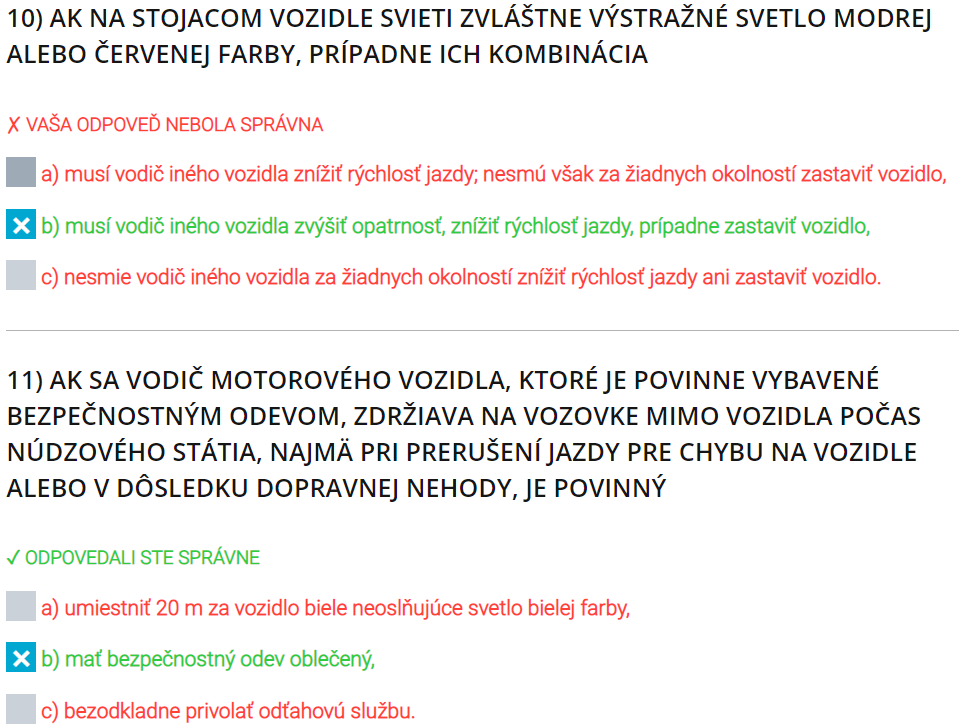 10) AK NA STOJACOM VOZIDLE SVIETI ZVLÁŠTNE VÝSTRAŽNÉ SVETLO MODREJ
ALEBO ČERVENEJ FARBY, PRÍPADNE ICH KOMBINÁCIA
✗ VAŠA ODPOVEĎ NEBOLA SPRÁVNA
a) musí vodič iného vozidla znížiť rýchlosť jazdy; nesmú však za žiadnych okolností zastaviť vozidlo,
b) musí vodič iného vozidla zvýšiť opatrnosť, znížiť rýchlosť jazdy, prípadne zastaviť vozidlo,
c) nesmie vodič iného vozidla za žiadnych okolností znížiť rýchlosť jazdy ani zastaviť vozidlo.
11) AK SA VODIČ MOTOROVÉHO VOZIDLA, KTORÉ JE POVINNE VYBAVENÉ
BEZPEČNOSTNÝM ODEVOM, ZDRŽIAVA NA VOZOVKE MIMO VOZIDLA POČAS
NÚDZOVÉHO STÁTIA, NAJMÄ PRI PRERUŠENÍ JAZDY PRE CHYBU NA VOZIDLE
ALEBO V DÔSLEDKU DOPRAVNEJ NEHODY, JE POVINNÝ
✓ ODPOVEDALI STE SPRÁVNE
a) umiestniť 20 m za vozidlo biele neoslňujúce svetlo bielej farby,
b) mať bezpečnostný odev oblečený,
c) bezodkladne privolať odťahovú službu.